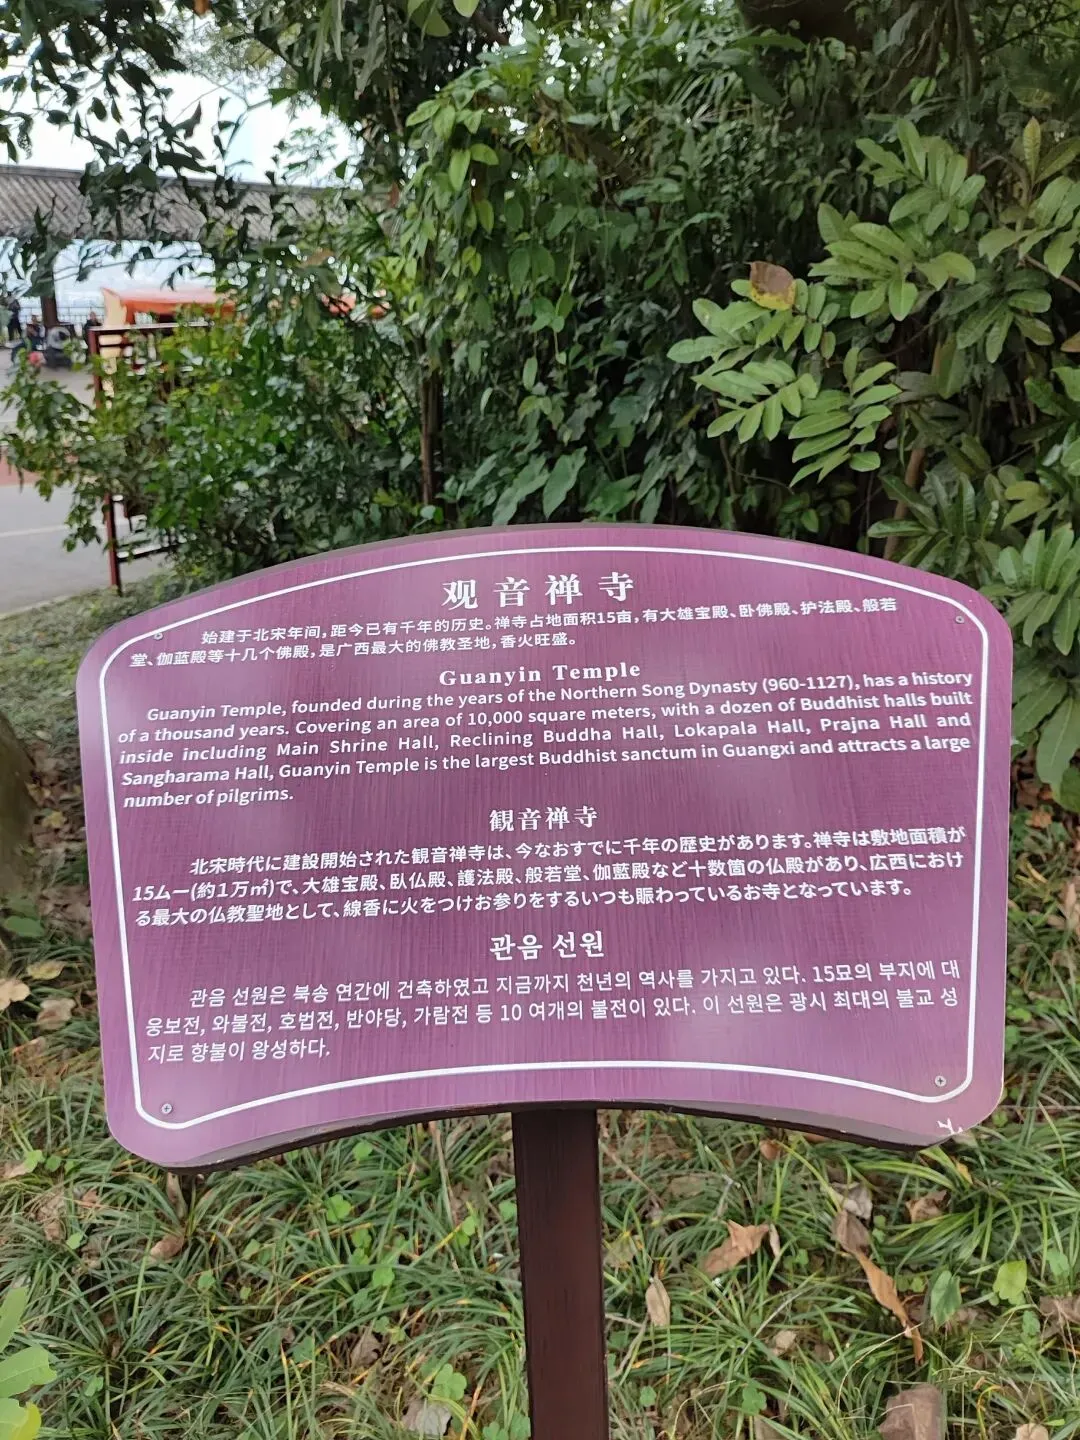 观音禅寺
始建于北宋年间，距今已有千年的历史。禅寺占地面积15亩，有大雄宝殿、卧佛殿、护法殿、般若
堂、伽蓝殿等十几个佛殿，是广西最大的佛教圣地，香火旺盛。
Guanyin Temple
Guanyin Temple, founded during the years of the Northern Song Dynasty (960-1127), has a history
of a thousand years. Covering an area of 10,000 square meters, with a dozen of Buddhist halls built
inside including Main Shrine Hall, Reclining Buddha Hall, Lokapala Hall, Prajna Hall and
Sangharama Hall, Guanyin Temple is the largest Buddhist sanctum in Guangxi and attracts a large
number of pilgrims.
観音禅寺
北宋時代に建設開始された観音禅寺は、今なおすでに千年の歴史があります。禅寺は敷地面積が
15ムー(約1万㎡)で、大雄宝殿、臥仏殿、護法殿、般若堂、伽藍殿など十数箇の仏殿があり、広西におけ
る最大の仏教聖地として、線香に火をつけお参りをするいつも賑わっているお寺となっています。
관음 선원
관음 선원은 북송 연간에 건축하였고 지금까지 천년의 역사를 가지고 있다. 15묘의 부지에 대
웅보전, 와불전, 호법전, 반야당, 가람전 등 10 여개의 불전이 있다. 이 선원은 광시 최대의 불교 성
지로 향불이 왕성하다.